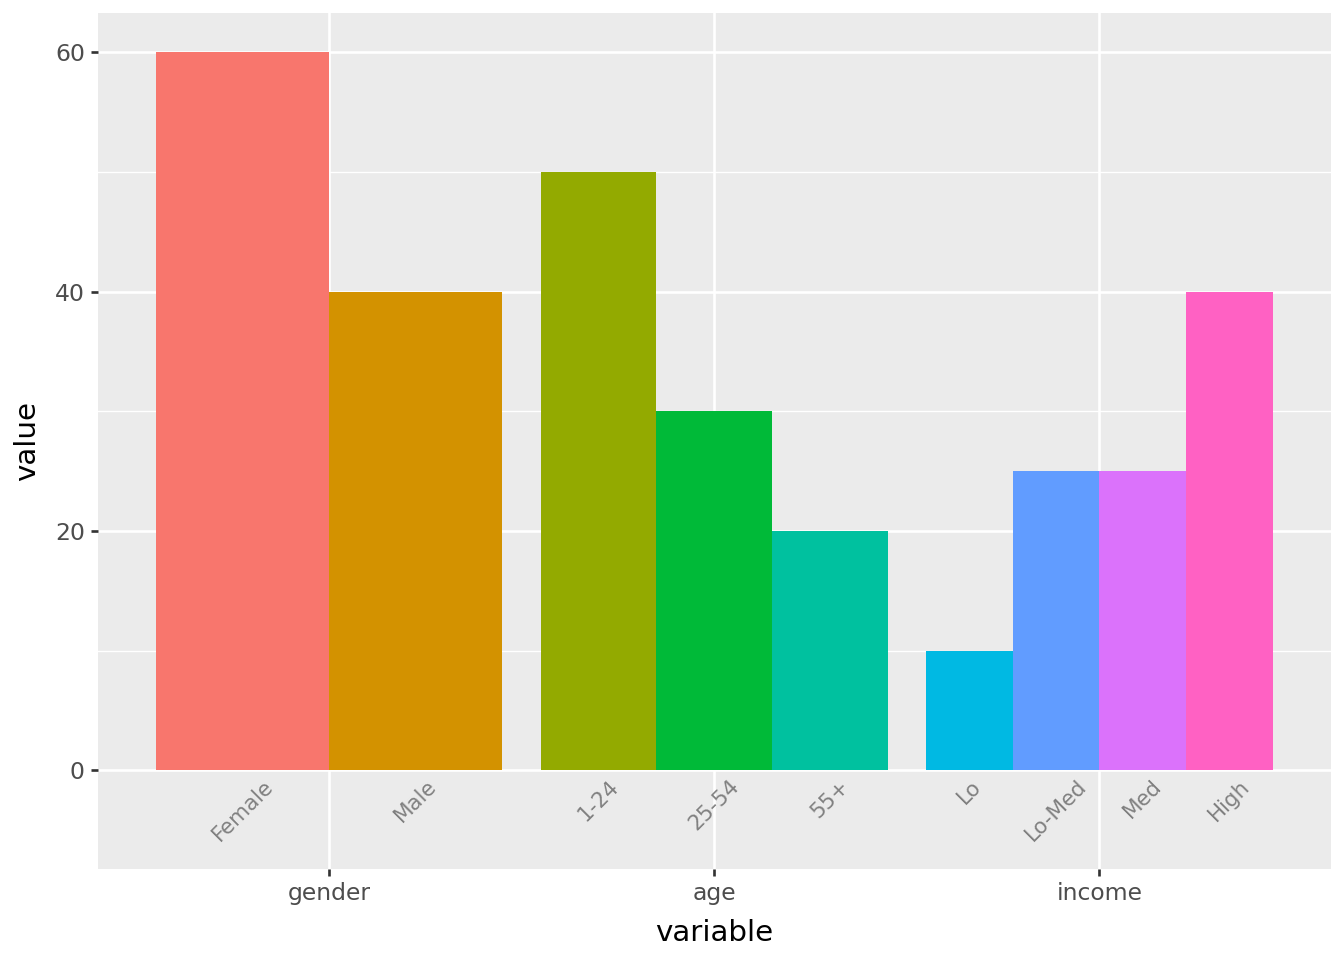 60
40
20
0
value
Female
Male
1-24
25-54
55+
Lo
Lo-Med
Med
High
gender
age
income
variable